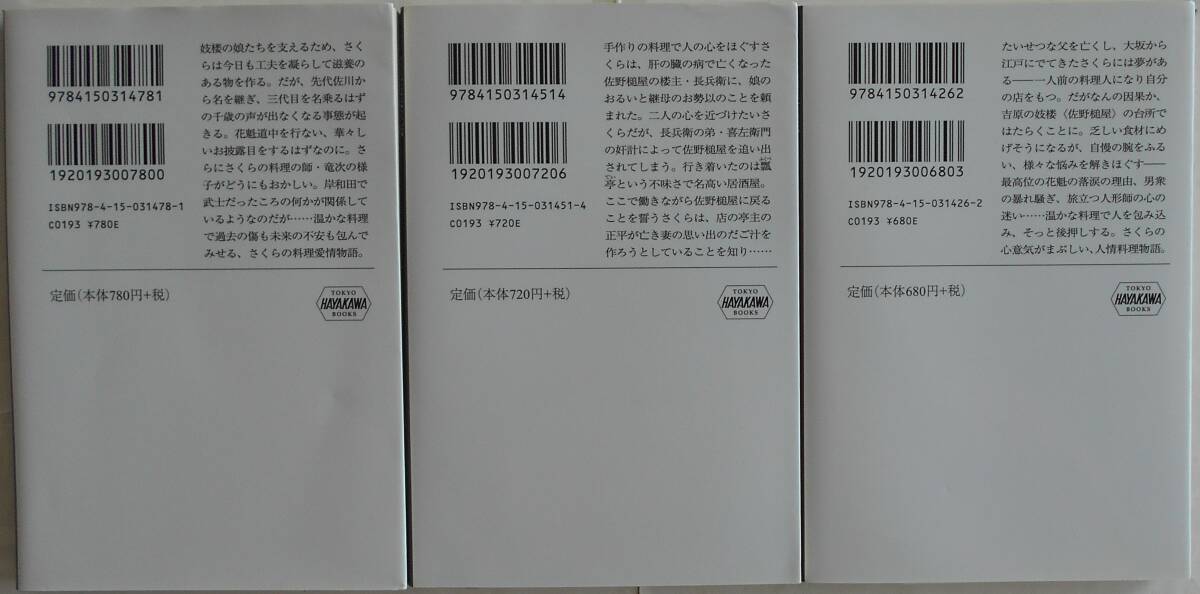 9784150314781
1920193007800
ISBN978-4-15-031478-1
C0193 ¥780E
妓楼の娘たちを支えるため、さく
らは今日も工夫を凝らして滋養の
ある物を作る。だが、先代佐川か
ら名を継ぎ、三代目を名乗るはず
の千歳の声が出なくなる事態が起
きる。花魁道中を行ない、華々し
いお披露目をするはずなのに。さ
らにさくらの料理の師・竜次の様
子がどうにもおかしい。岸和田で
武士だったころの何かが関係して
いるようなのだが……温かな料理
で過去の傷も未来の不安も包んで
みせる、さくらの料理愛情物語。
定価(本体780円+税)
TOKYO
HAYAKAWA
BOOKS
9784150314514
1920193007206
ISBN978-4-15-031451-4
C0193 ¥720E
手作りの料理で人の心をほぐすさ
くらは、肝の臓の病で亡くなった
佐野槌屋の楼主・長兵衛に、娘の
おるいと継母のお勢以のことを頼
まれた。二人の心を近づけたいさ
くらだが、長兵衛の弟・喜左衛門
の奸計によって佐野槌屋を追い出
されてしまう。行き着いたのは瓢
亭という不味さで名高い居酒屋。
ここで働きながら佐野槌屋に戻る
ことを誓うさくらは、店の亭主の
正平が亡き妻の思い出のだご汁を
作ろうとしていることを知り……
定価(本体720円+税)
TOKYO
HAYAKAWA
BOOKS
9784150314262
1920193006803
ISBN978-4-15-031426-2
C0193 ¥680E
たいせつな父を亡くし、大坂から
江戸にでてきたさくらには夢があ
る――一人前の料理人になり自分
の店をもつ。だがなんの因果か、
吉原の妓楼〈佐野槌屋〉の台所で
はたらくことに。乏しい食材にめ
げそうになるが、自慢の腕をふる
い、様々な悩みを解きほぐす――
最高位の花魁の落涙の理由、男衆
の暴れ騒ぎ、旅立つ人形師の心の
迷い……温かな料理で人を包み込
み、そっと後押しする。さくらの
心意気がまぶしい、人情料理物語。
定価(本体680円+税)
TOKYO
HAYAKAWA
BOOKS